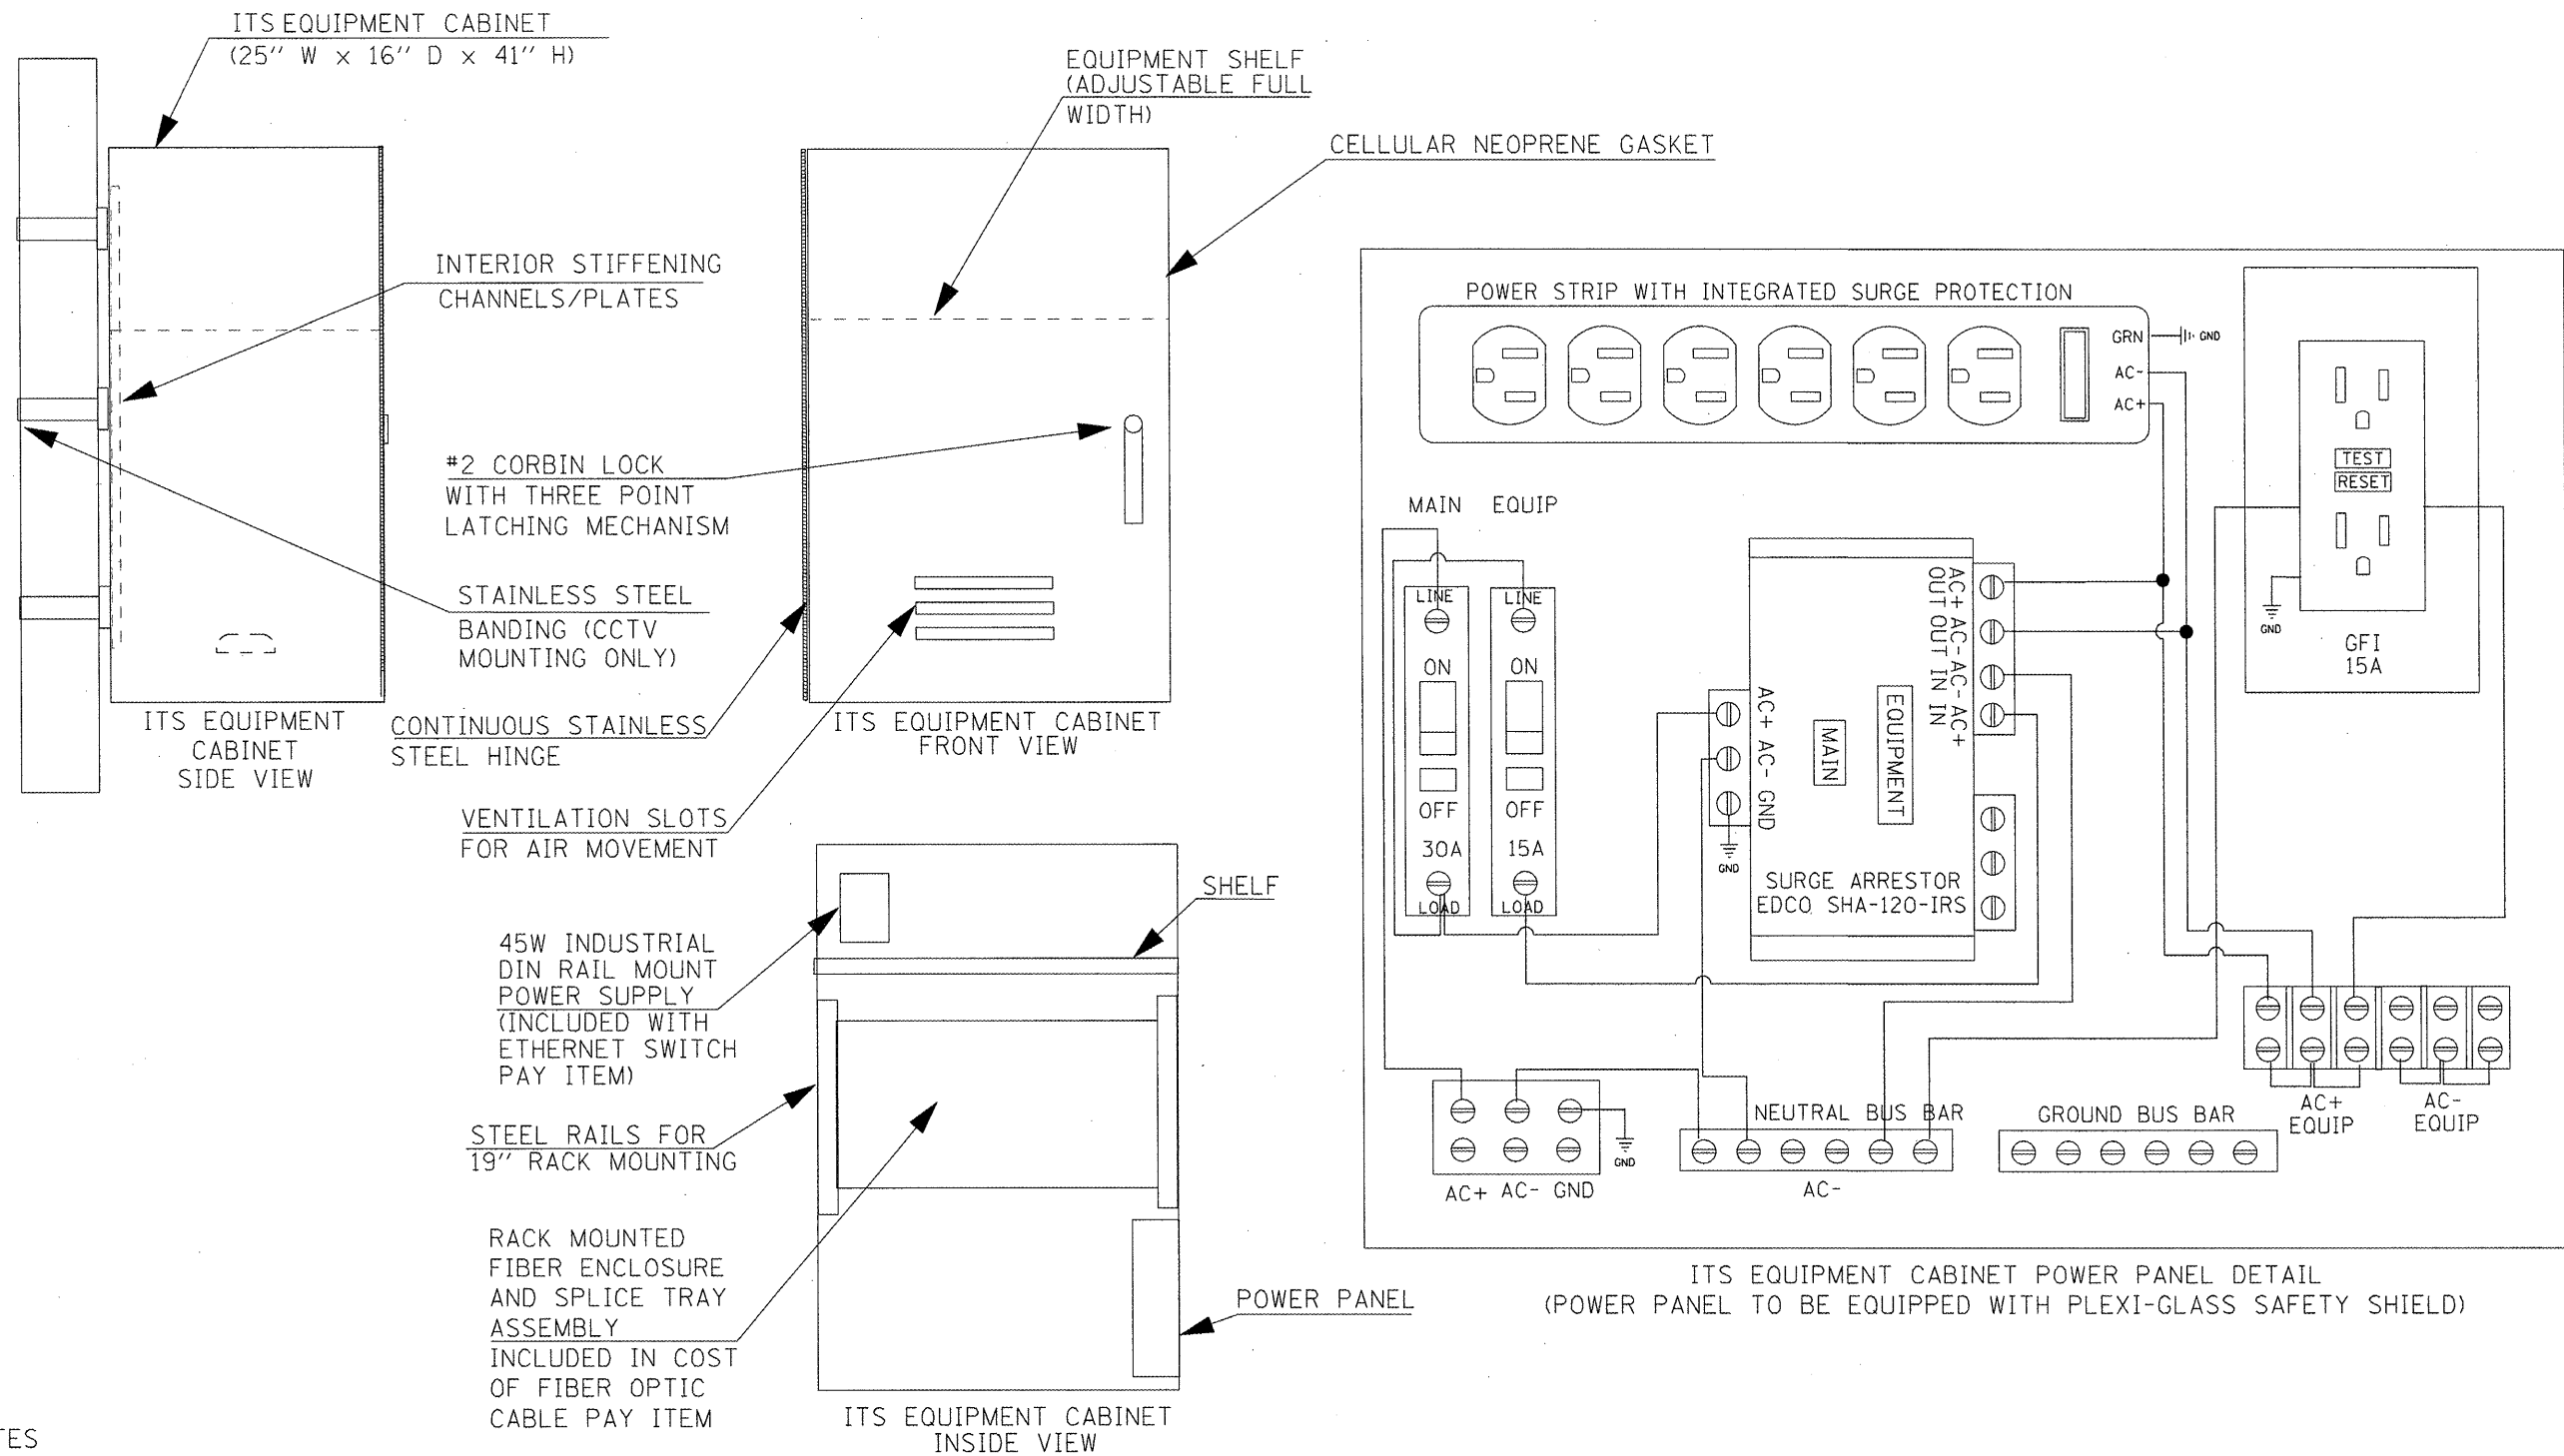 ITS EQUIPMENT CABINET
(25" W x 16" D x 41" H)
EQUIPMENT SHELF
(ADJUSTABLE FULL
WIDTH)
CELLULAR NEOPRENE GASKET
INTERIOR STIFFENING
CHANNELS/PLATES
#2 CORBIN LOCK
WITH THREE POINT
LATCHING MECHANISM
STAINLESS STEEL
BANDING (CCTV
MOUNTING ONLY)
CONTINUOUS STAINLESS
STEEL HINGE
ITS EQUIPMENT
CABINET
SIDE VIEW
ITS EQUIPMENT CABINET
FRONT VIEW
VENTILATION SLOTS
FOR AIR MOVEMENT
SHELF
45W INDUSTRIAL
DIN RAIL MOUNT
POWER SUPPLY
(INCLUDED WITH
ETHERNET SWITCH
PAY ITEM)
STEEL RAILS FOR
19" RACK MOUNTING
RACK MOUNTED
FIBER ENCLOSURE
AND SPLICE TRAY
ASSEMBLY
INCLUDED IN COST
OF FIBER OPTIC
CABLE PAY ITEM
POWER PANEL
ITS EQUIPMENT CABINET
INSIDE VIEW
POWER STRIP WITH INTEGRATED SURGE PROTECTION
GRN
GND
AC-
AC+
TEST
RESET
GND
GFI
15A
MAIN EQUIP
LINE LINE
ON ON
OFF OFF
30A 15A
LOAD LOAD
AC+ AC- GND
GND
MAIN
EQUIPMENT
AC+ AC- AC- AC+
OUT OUT IN IN
SURGE ARRESTOR
EDCO SHA-120-IRS
GND
AC+ AC- GND
NEUTRAL BUS BAR
AC-
GROUND BUS BAR
AC+
EQUIP
AC-
EQUIP
ITS EQUIPMENT CABINET POWER PANEL DETAIL
(POWER PANEL TO BE EQUIPPED WITH PLEXI-GLASS SAFETY SHIELD)
TES